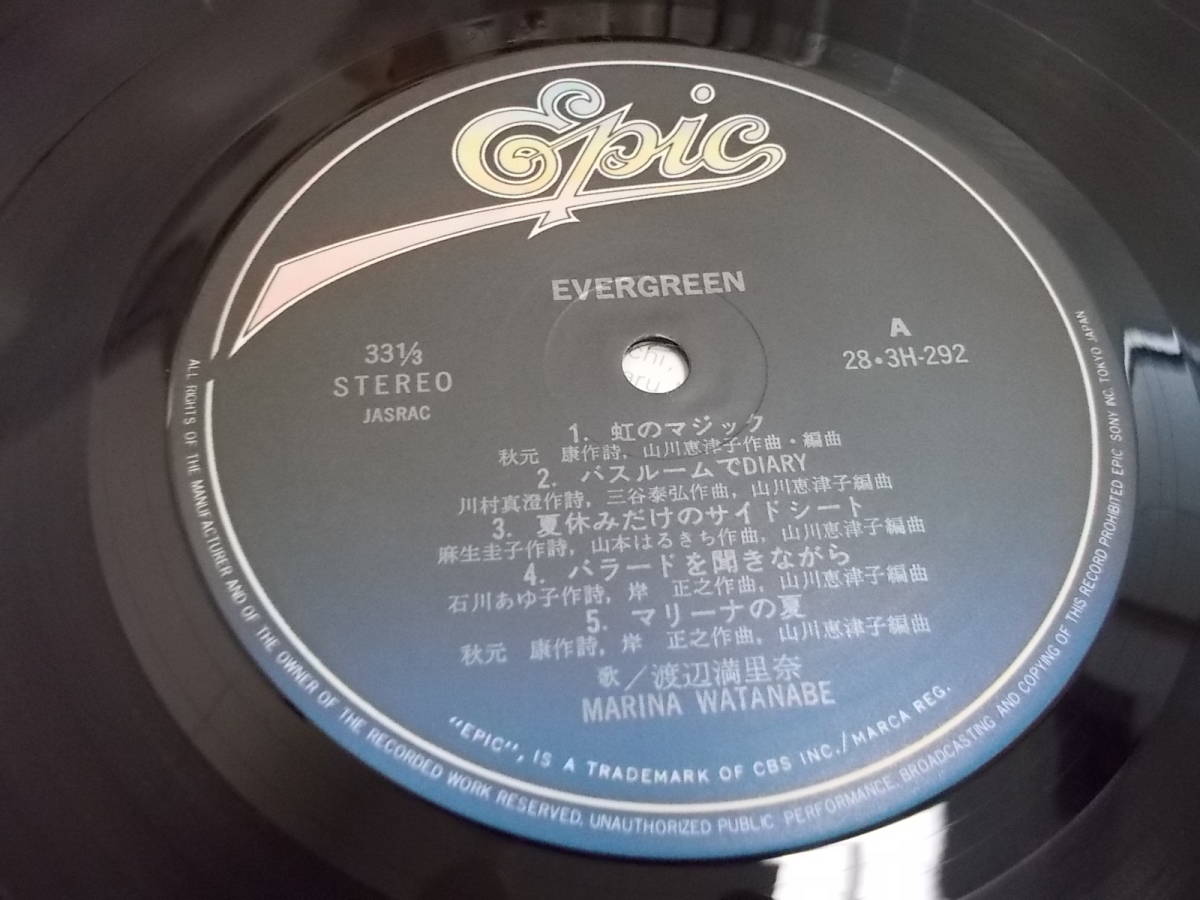 Epic
EVERGREEN
33 1/3
STEREO
JASRAC
A
28・3H-292
1. 虹のマジック
秋元 康作詩, 山川恵津子作曲・編曲
2. バスルームでDIARY
川村真澄作詩, 三谷泰弘作曲, 山川恵津子編曲
3. 夏休みだけのサイドシート
麻生圭子作詩, 山本はるきち作曲, 山川恵津子編曲
4. バラードを聞きながら
石川あゆ子作詩, 岸 正之作曲, 山川恵津子編曲
5. マリーナの夏
秋元 康作詩, 岸 正之作曲, 山川恵津子編曲
歌/渡辺満里奈
MARINA WATANABE
"EPIC", IS A TRADEMARK OF CBS INC./MARCA REG.
ALL RIGHTS OF THE MANUFACTURER AND OF THE OWNER OF THE RECORDED WORK RESERVED. UNAUTHORIZED PUBLIC PERFORMANCE, BROADCASTING AND COPYING OF THIS RECORD PROHIBITED EPIC SONY INC. TOKYO JAPAN